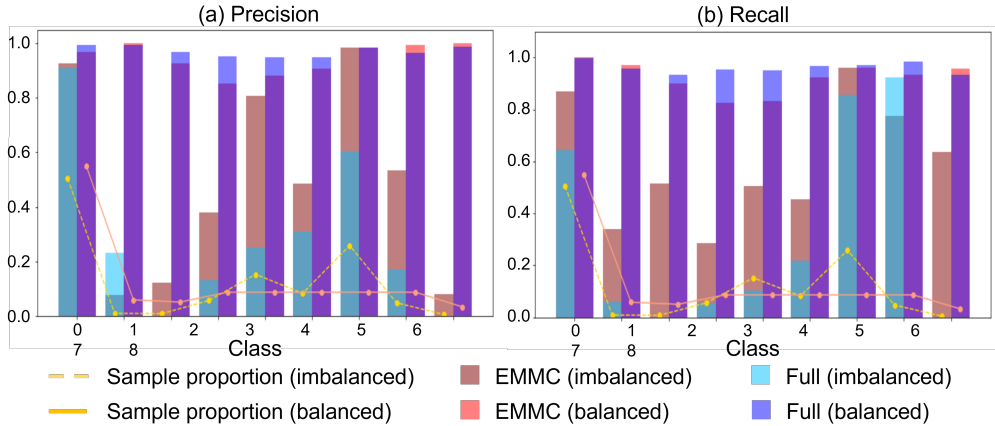 (a) Precision
(b) Recall
1.0
0.8
0.6
0.4
0.2
0.0
0 1 2 3 4 5 6
7 8
Class
1.0
0.8
0.6
0.4
0.2
0.0
0 1 2 3 4 5 6
7 8
Class
Sample proportion (imbalanced)
EMMC (imbalanced)
Full (imbalanced)
Sample proportion (balanced)
EMMC (balanced)
Full (balanced)